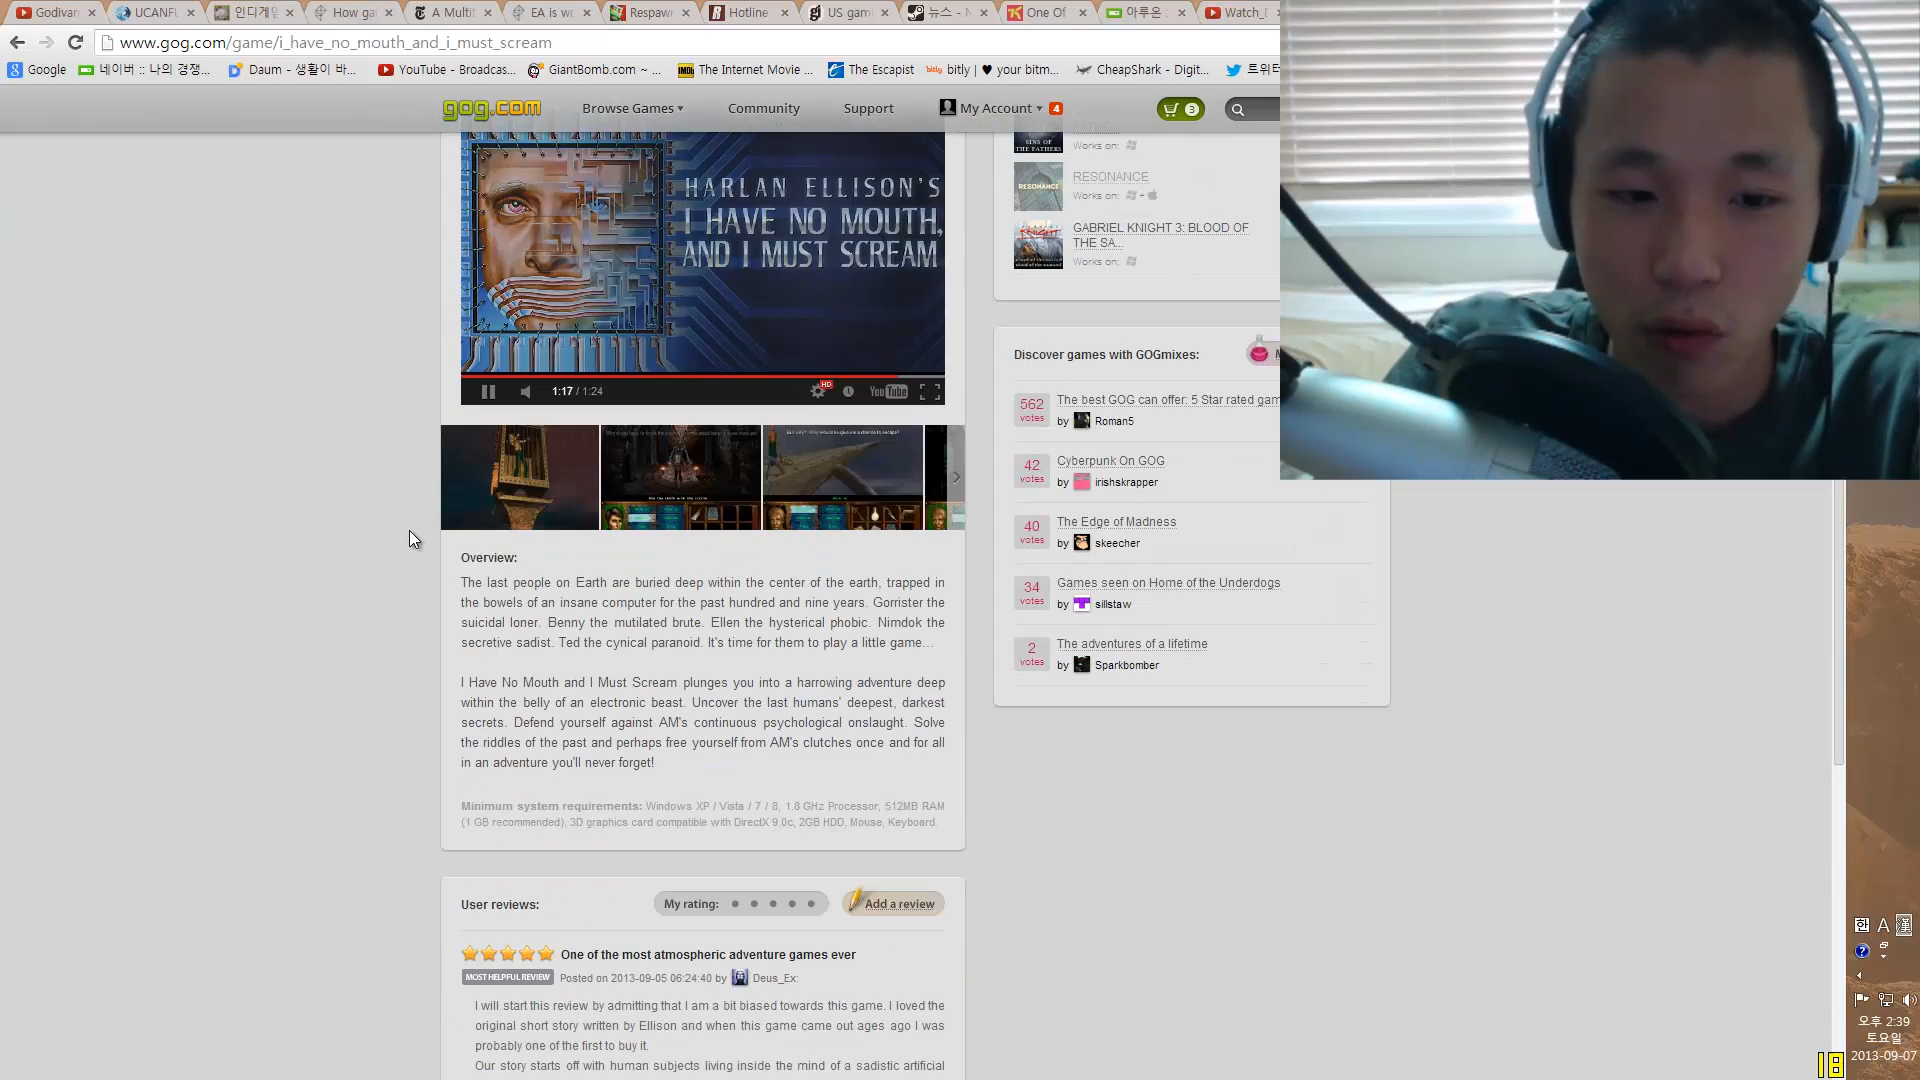 Godivan
UCANFU
인디게임
How ga
A Multit
EA is wo
Respaw
Hotline
US gam
뉴스 - N
One Of
아루온
Watch_D
www.gog.com/game/i_have_no_mouth_and_i_must_scream
Google
네이버 :: 나의 경쟁...
Daum - 생활이 바...
YouTube - Broadcas...
GiantBomb.com ~ ...
The Internet Movie ...
The Escapist
bitly | ♥ your bitm...
CheapShark - Digit...
트위터
gog.com
Browse Games
Community
Support
My Account
4
3
HARLAN ELLISON'S
I HAVE NO MOUTH,
AND I MUST SCREAM
1:17 / 1:24
HD
YouTube
SINS OF
THE FATHERS
Works on:
RESONANCE
RESONANCE
Works on:
GABRIEL KNIGHT 3: BLOOD OF
THE SA...
Works on:
Discover games with GOGmixes:
562
votes
The best GOG can offer: 5 Star rated gam
by Roman5
42
votes
Cyberpunk On GOG
by irishskrapper
40
votes
The Edge of Madness
by skeecher
34
votes
Games seen on Home of the Underdogs
by sillstaw
2
votes
The adventures of a lifetime
by Sparkbomber
Overview:
The last people on Earth are buried deep within the center of the earth, trapped in
the bowels of an insane computer for the past hundred and nine years. Gorrister the
suicidal loner. Benny the mutilated brute. Ellen the hysterical phobic. Nimdok the
secretive sadist. Ted the cynical paranoid. It's time for them to play a little game...
I Have No Mouth and I Must Scream plunges you into a harrowing adventure deep
within the belly of an electronic beast. Uncover the last humans' deepest, darkest
secrets. Defend yourself against AM's continuous psychological onslaught. Solve
the riddles of the past and perhaps free yourself from AM's clutches once and for all
in an adventure you'll never forget!
Minimum system requirements: Windows XP / Vista / 7 / 8, 1.8 GHz Processor, 512MB RAM
(1 GB recommended), 3D graphics card compatible with DirectX 9.0c, 2GB HDD, Mouse, Keyboard.
User reviews:
My rating:
Add a review
One of the most atmospheric adventure games ever
MOST HELPFUL REVIEW
Posted on 2013-09-05 06:24:40 by Deus_Ex:
I will start this review by admitting that I am a bit biased towards this game. I loved the
original short story written by Ellison and when this game came out ages ago I was
probably one of the first to buy it.
Our story starts off with human subjects living inside the mind of a sadistic artificial
한 A 漢
오후 2:39
토요일
2013-09-07
18